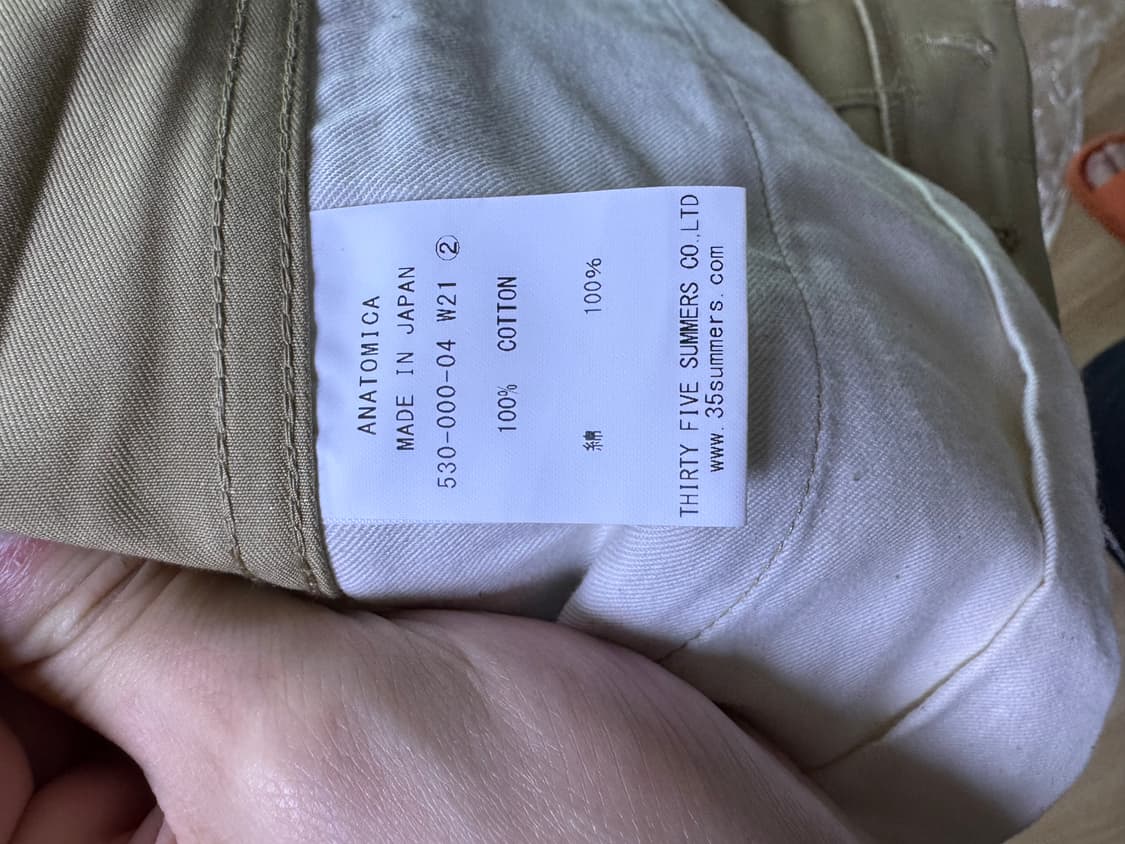 ANATOMICA
MADE IN JAPAN
530-000-04 W21 ②
100% COTTON
綿 100%
THIRTY FIVE SUMMERS CO.,LTD
www.35summers.com